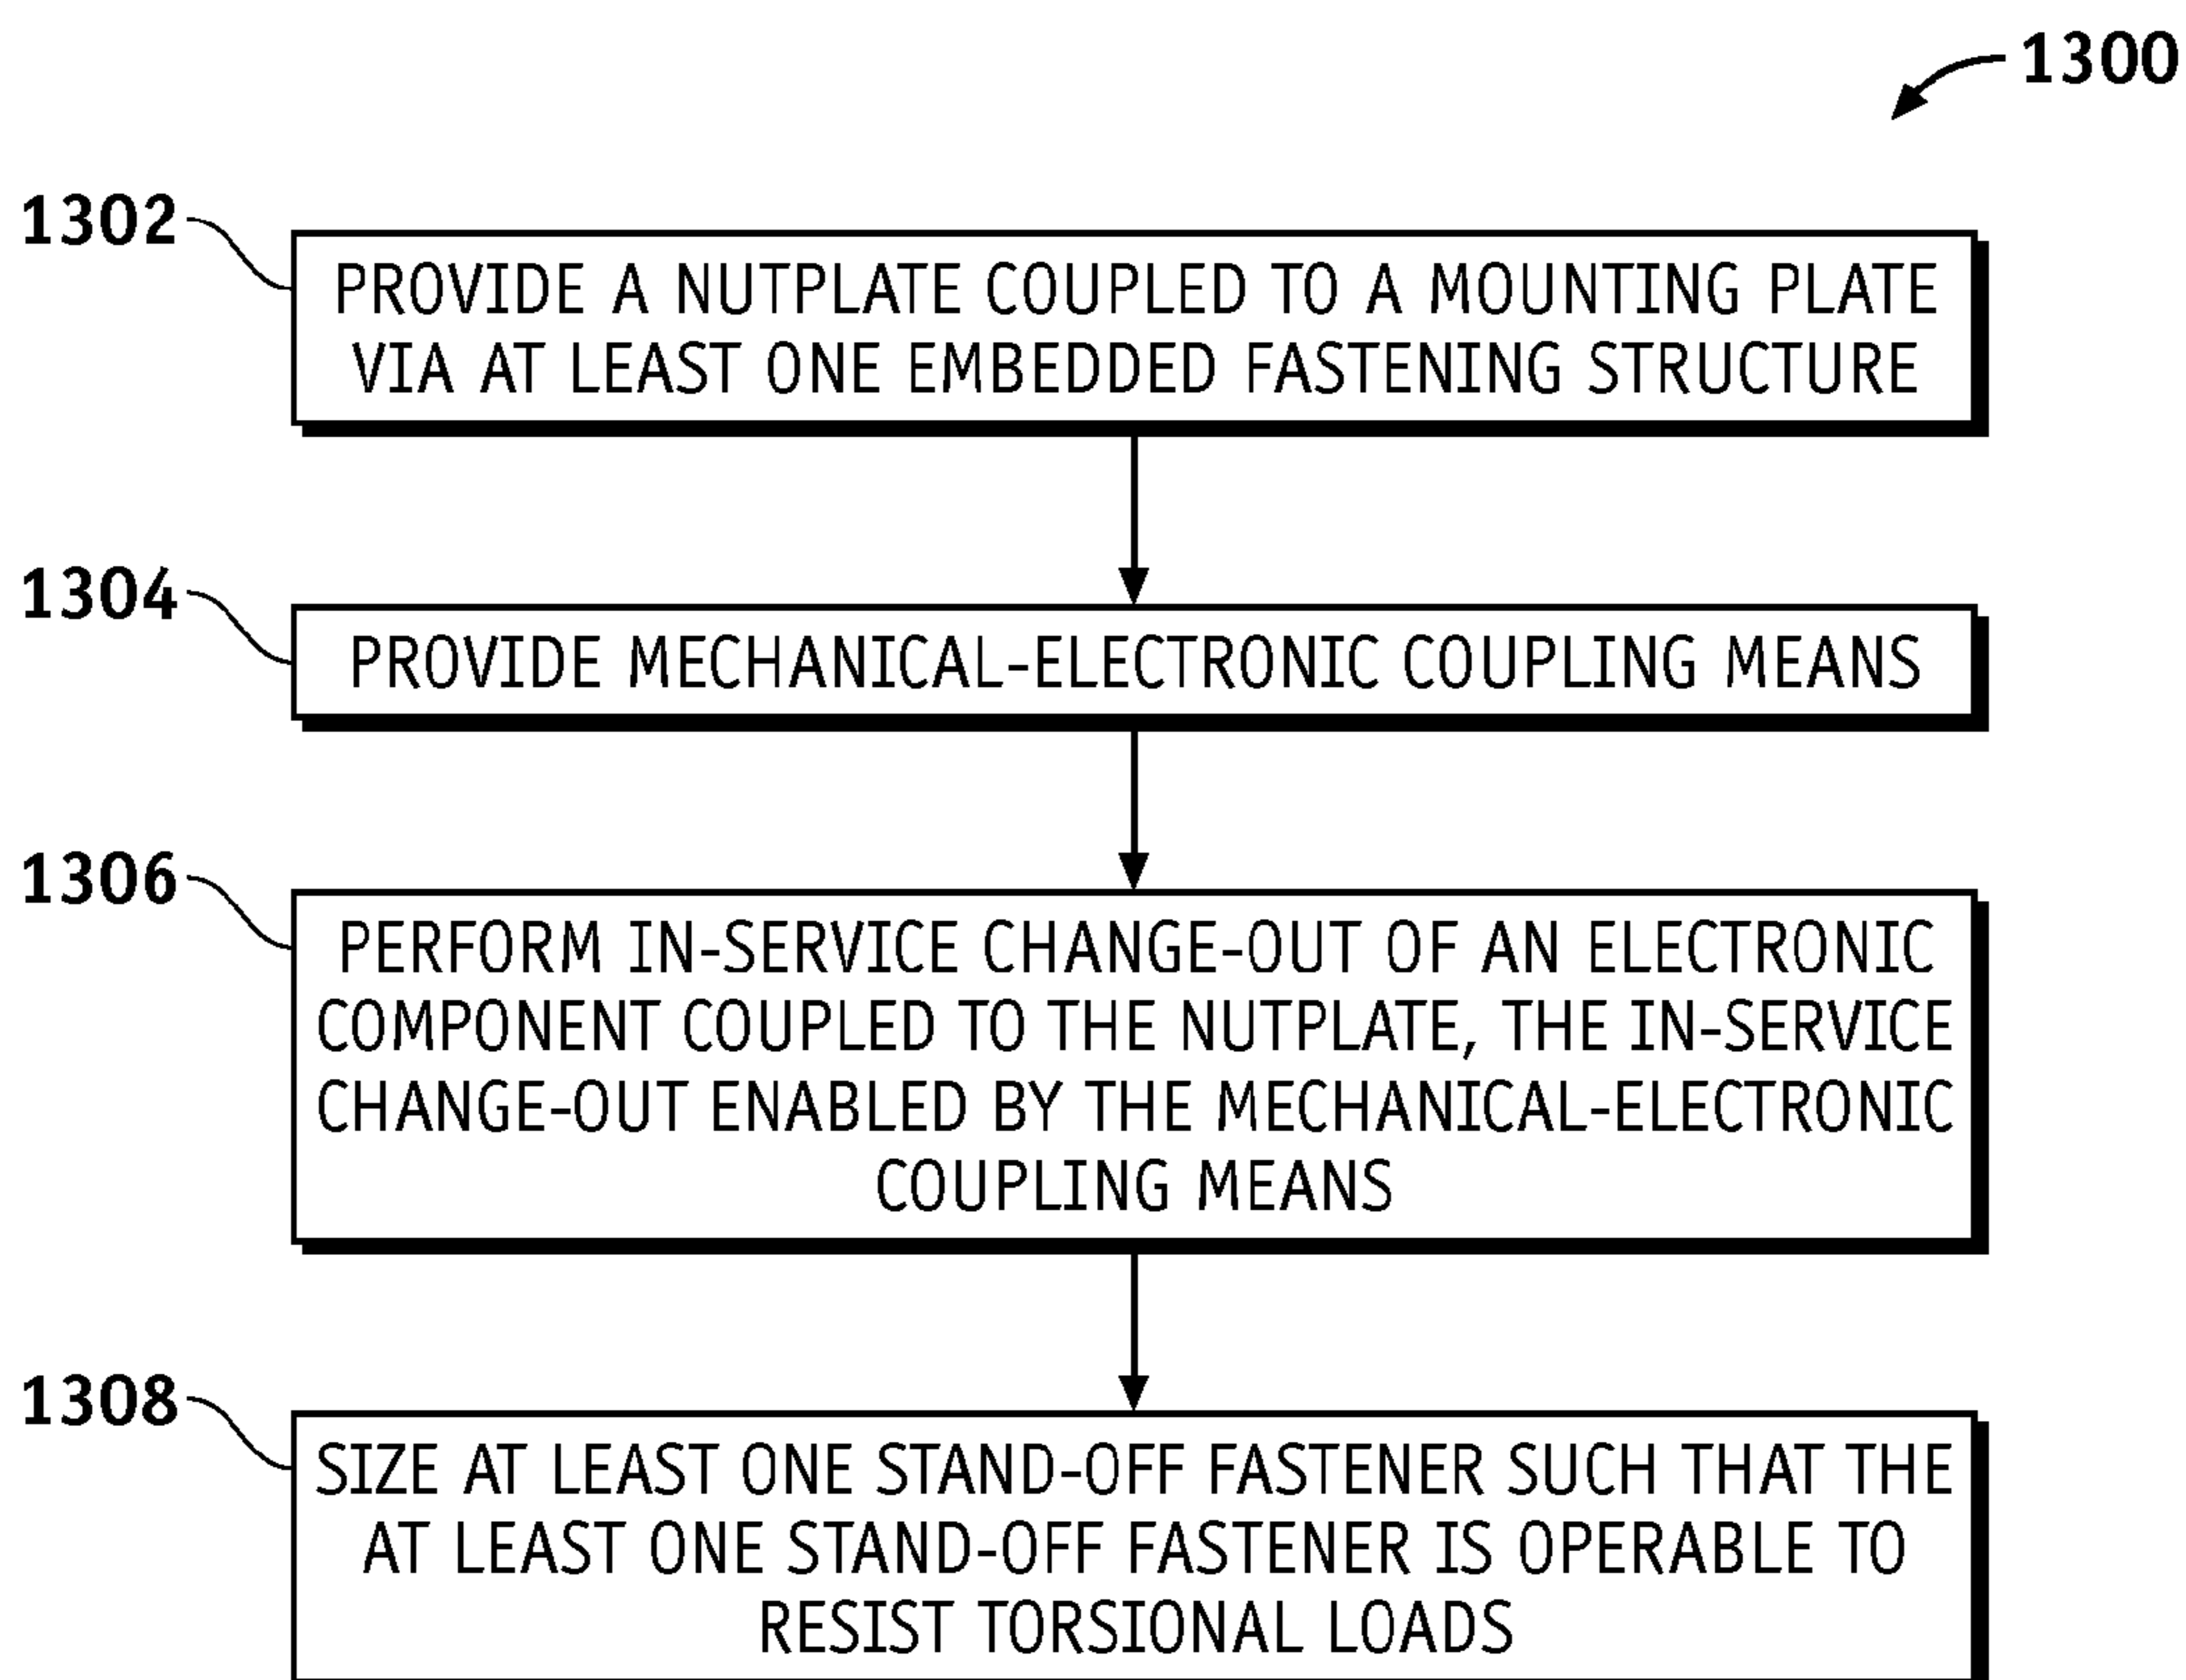 1300
1302
PROVIDE A NUTPLATE COUPLED TO A MOUNTING PLATE
VIA AT LEAST ONE EMBEDDED FASTENING STRUCTURE
1304
PROVIDE MECHANICAL-ELECTRONIC COUPLING MEANS
1306
PERFORM IN-SERVICE CHANGE-OUT OF AN ELECTRONIC
COMPONENT COUPLED TO THE NUTPLATE, THE IN-SERVICE
CHANGE-OUT ENABLED BY THE MECHANICAL-ELECTRONIC
COUPLING MEANS
1308
SIZE AT LEAST ONE STAND-OFF FASTENER SUCH THAT THE
AT LEAST ONE STAND-OFF FASTENER IS OPERABLE TO
RESIST TORSIONAL LOADS